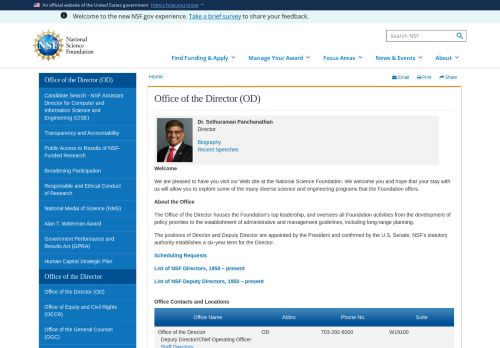 An official website of the United States government Here's how you know
Welcome to the new NSF.gov experience. Take a brief survey to share your feedback.
NSF
National
Science
Foundation
Search NSF
Find Funding & Apply
Manage Your Award
Focus Areas
News & Events
About
Office of the Director (OD)
Candidate Search - NSF Assistant
Director for Computer and
Information Science and
Engineering (CISE)
Transparency and Accountability
Public Access to Results of NSF-
Funded Research
Broadening Participation
Responsible and Ethical Conduct
of Research
National Medal of Science (NMS)
Alan T. Waterman Award
Government Performance and
Results Act (GPRA)
Human Capital Strategic Plan
Office of the Director
Office of the Director (OD)
Office of Equity and Civil Rights
(OECR)
Office of the General Counsel
(OGC)
Home
Email
Print
Share
Office of the Director (OD)
Dr. Sethuraman Panchanathan
Director
Biography
Recent Speeches
Welcome
We are pleased to have you visit our Web site at the National Science Foundation. We welcome you and hope that your stay with
us will allow you to explore some of the many diverse science and engineering programs that the Foundation offers.
About the Office
The Office of the Director houses the Foundation's top leadership, and oversees all Foundation activities from the development of
policy priorities to the establishment of administrative and management guidelines, including long-range planning.
The positions of Director and Deputy Director are appointed by the President and confirmed by the U.S. Senate. NSF's statutory
authority establishes a six-year term for the Director.
Scheduling Requests
List of NSF Directors, 1950 – present
List of NSF Deputy Directors, 1950 – present
Office Contacts and Locations
Office Name Abbrv. Phone No. Suite
Office of the Director OD 703-292-8000 W19100
Deputy Director/Chief Operating Officer
Staff Directory